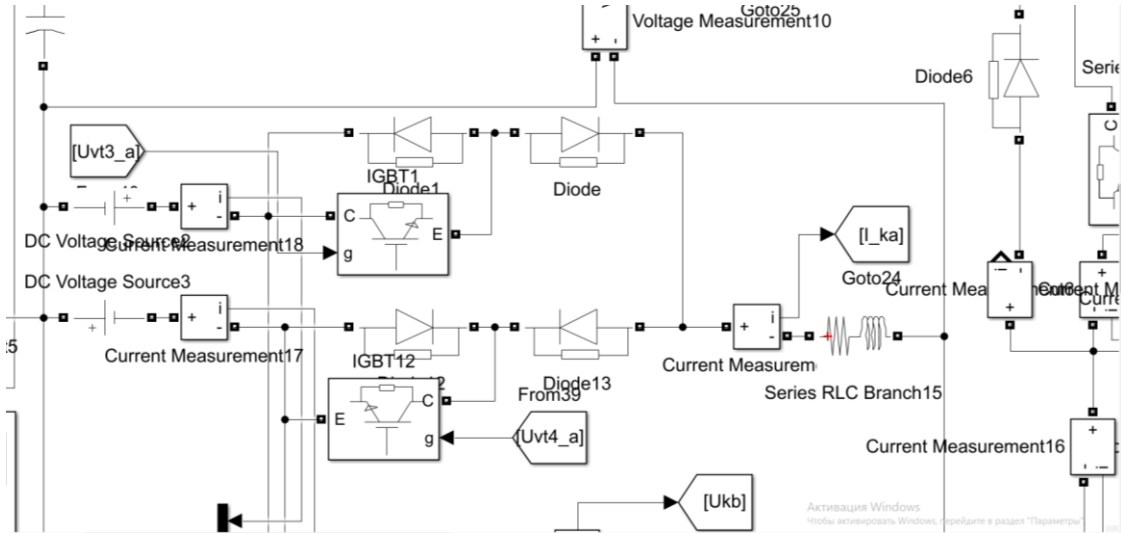 Goto25
Voltage Measurement10
+ -
Diode6
[Uvt3_a]
IGBT1
Diode1
Diode
C
+
i
+
-
C
E
g
DC Voltage Source2
Current Measurement18
[I_ka]
Goto24
DC Voltage Source3
+
+
i
-
Current Measurement17
+
i
-
+
Current Measurem
Series RLC Branch15
+
+
IGBT12
Diode13
From39
E
C
g
[Uvt4_a]
Current Measurement16
+
[Ukb]
Активация Windows
Чтобы активировать Windows, перейдите в раздел "Параметры".